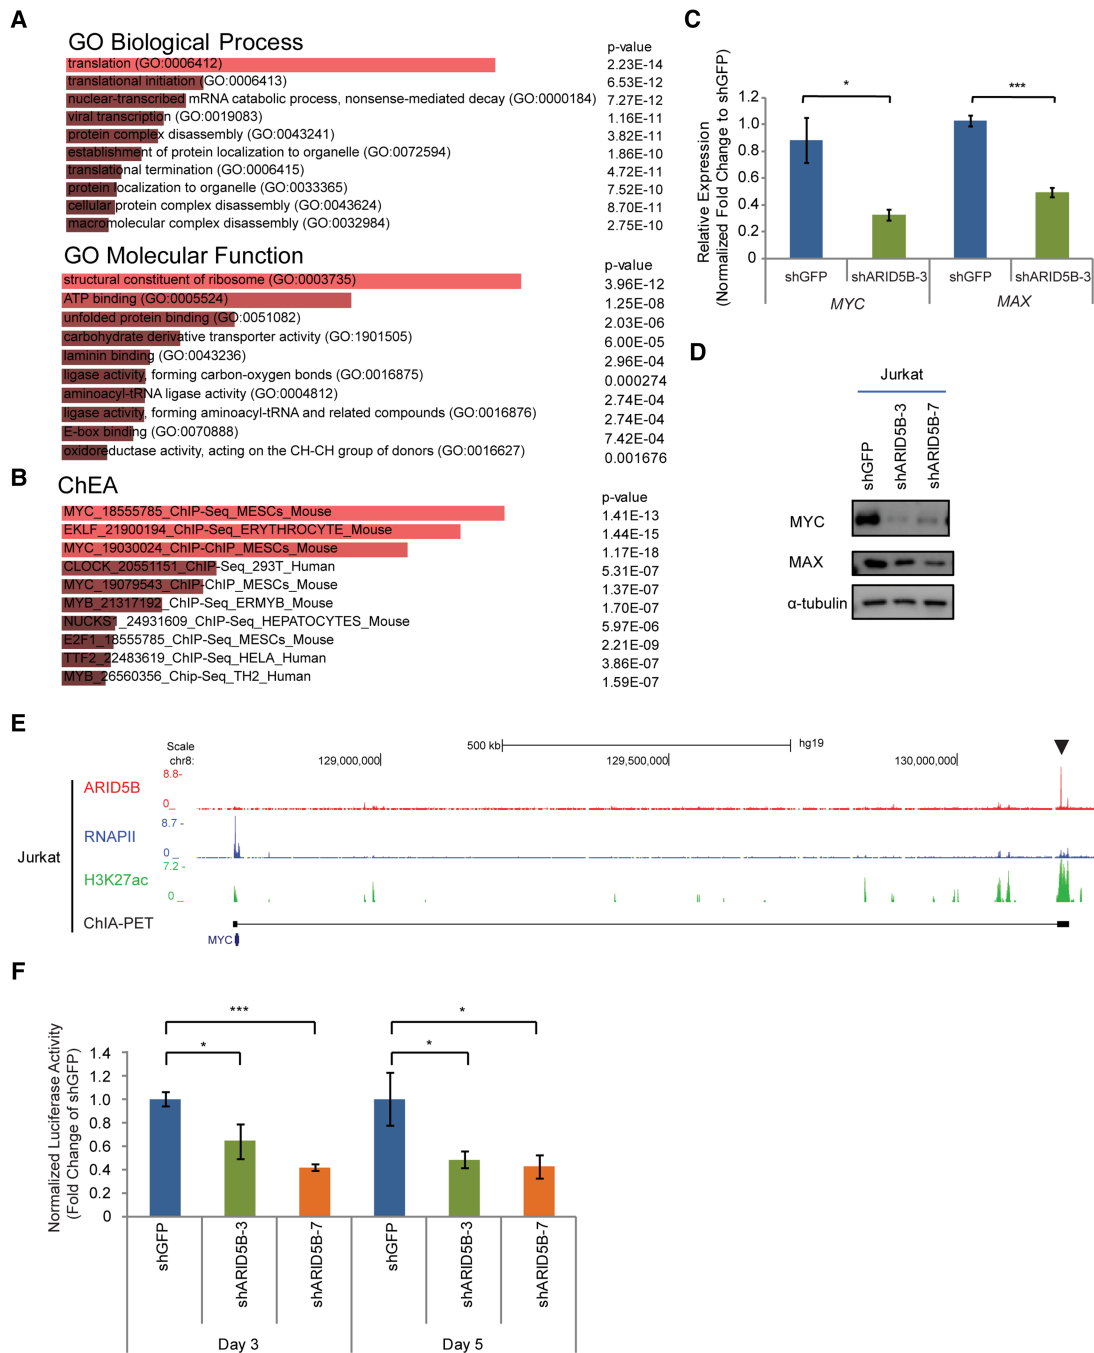 A
GO Biological Process
p-value
translation (GO:0006412) 2.23E-14
translational initiation (GO:0006413) 6.53E-12
nuclear-transcribed mRNA catabolic process, nonsense-mediated decay (GO:0000184) 7.27E-12
viral transcription (GO:0019083) 1.16E-11
protein complex disassembly (GO:0043241) 3.82E-11
establishment of protein localization to organelle (GO:0072594) 1.86E-10
translational termination (GO:0006415) 4.72E-11
protein localization to organelle (GO:0033365) 7.52E-10
cellular protein complex disassembly (GO:0043624) 8.70E-11
macromolecular complex disassembly (GO:0032984) 2.75E-10
GO Molecular Function
p-value
structural constituent of ribosome (GO:0003735) 3.96E-12
ATP binding (GO:0005524) 1.25E-08
unfolded protein binding (GO:0051082) 2.03E-06
carbohydrate derivative transporter activity (GO:1901505) 6.00E-05
laminin binding (GO:0043236) 2.96E-04
ligase activity, forming carbon-oxygen bonds (GO:0016875) 0.000274
aminoacyl-tRNA ligase activity (GO:0004812) 2.74E-04
ligase activity, forming aminoacyl-tRNA and related compounds (GO:0016876) 2.74E-04
E-box binding (GO:0070888) 7.42E-04
oxidoreductase activity, acting on the CH-CH group of donors (GO:0016627) 0.001676
B
ChEA
p-value
MYC_18555785_ChIP-Seq_MESCs_Mouse 1.41E-13
EKLF_21900194_ChIP-Seq_ERYTHROCYTE_Mouse 1.44E-15
MYC_19030024_ChIP-ChIP_MESCs_Mouse 1.17E-18
CLOCK_20551151_ChIP-Seq_293T_Human 5.31E-07
MYC_19079543_ChIP-ChIP_MESCs_Mouse 1.37E-07
MYB_21317192_ChIP-Seq_ERMYB_Mouse 1.70E-07
NUCKS1_24931609_ChIP-Seq_HEPATOCYTES_Mouse 5.97E-06
E2F1_18555785_ChIP-Seq_MESCs_Mouse 2.21E-09
TTF2_22483619_ChIP-Seq_HELA_Human 3.86E-07
MYB_26560356_Chip-Seq_TH2_Human 1.59E-07
C
Relative Expression
(Normalized Fold Change to shGFP)
1.2
1.2
0.8
0.6
0.4
0.2
0
*
***
shGFP shARID5B-3 shGFP shARID5B-3
MYC MAX
D
Jurkat
shGFP
shARID5B-3
shARID5B-7
MYC
MAX
α-tubulin
E
Scale
500 kb
hg19
chr8:
129,000,000
129,500,000
130,000,000
Jurkat
ARID5B
8.8-
0_
RNAPII
8.7 -
0 _
H3K27ac
7.2 -
0 _
ChIA-PET
MYC
F
Normalized Luciferase Activity
(Fold Change of shGFP)
1.4
1.2
1.0
0.8
0.6
0.4
0.2
0
***
*
*
*
shGFP
shARID5B-3
shARID5B-7
shGFP
shARID5B-3
shARID5B-7
Day 3 Day 5